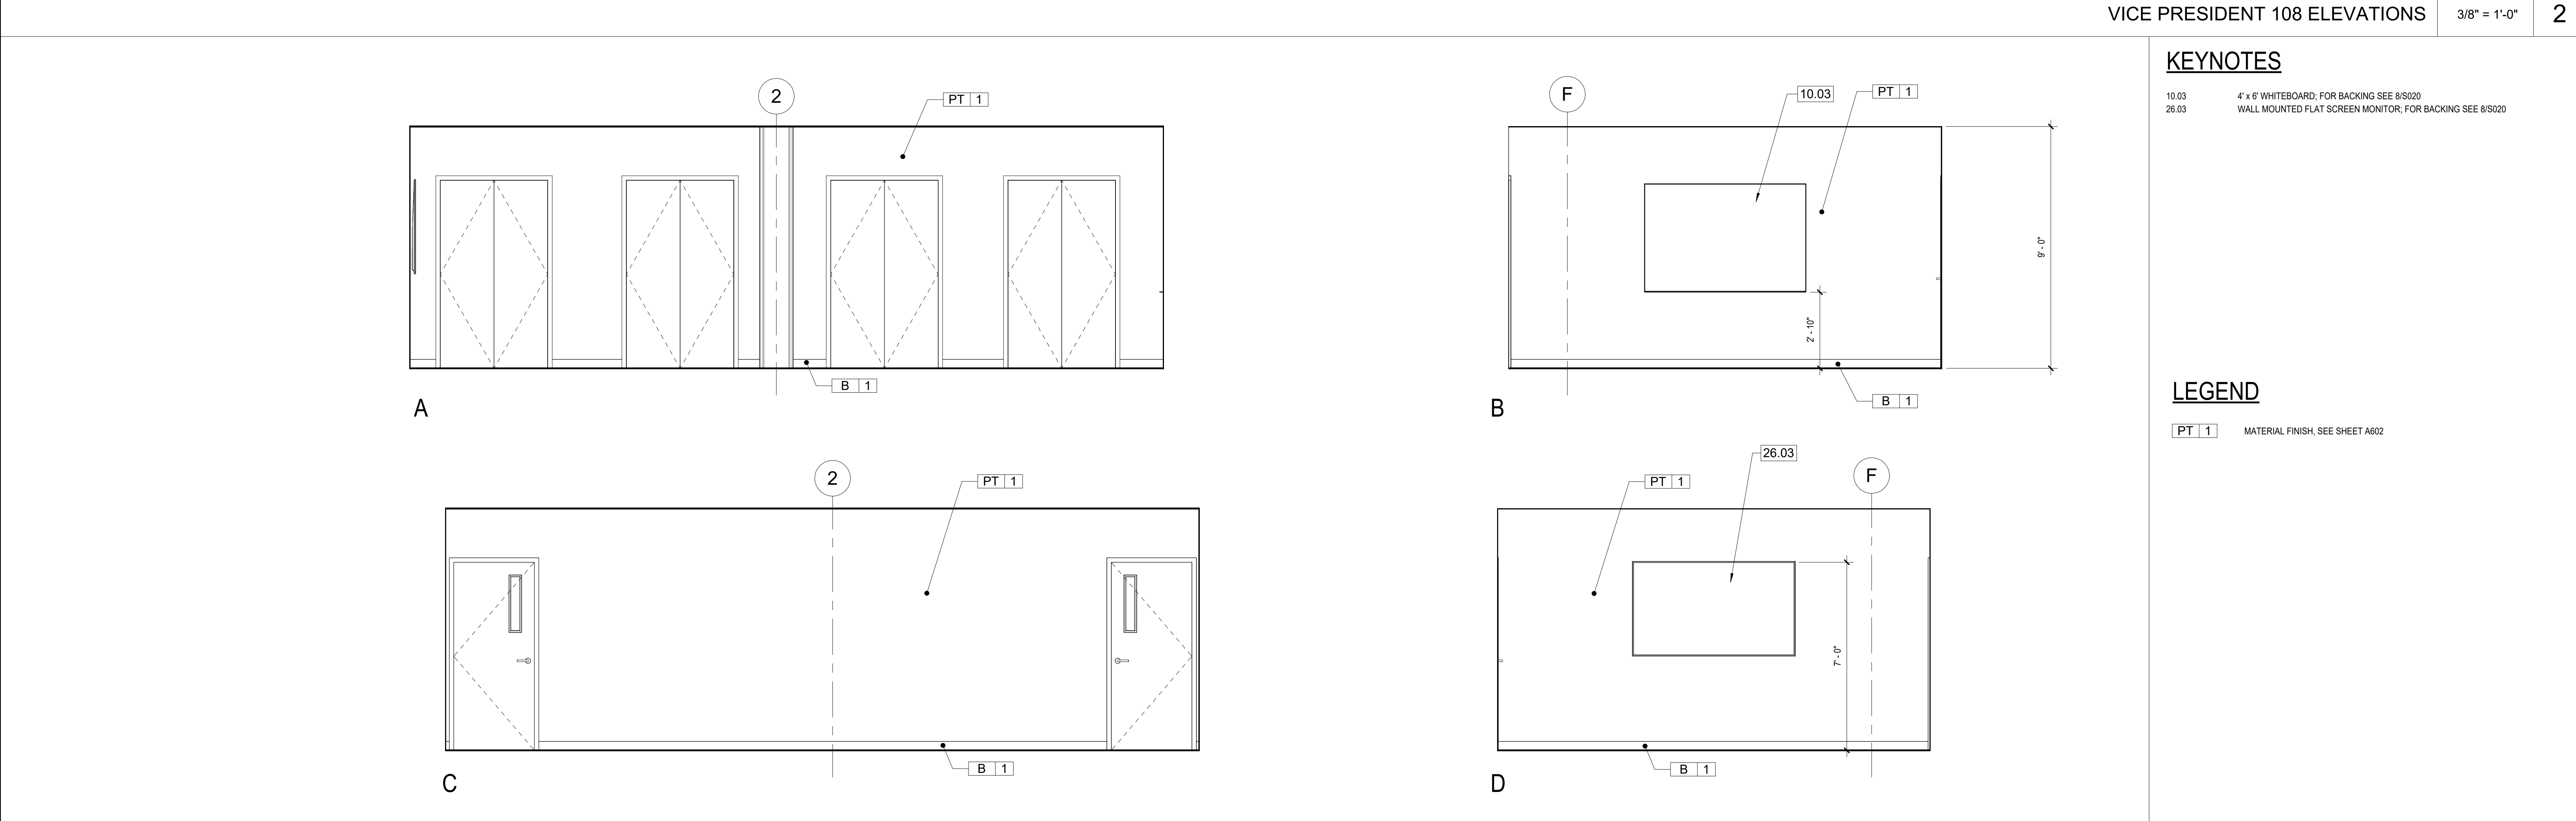 VICE PRESIDENT 108 ELEVATIONS 3/8" = 1'-0" 2
KEYNOTES
10.03 4' x 6' WHITEBOARD; FOR BACKING SEE 8/S020
26.03 WALL MOUNTED FLAT SCREEN MONITOR; FOR BACKING SEE 8/S020
LEGEND
PT 1 MATERIAL FINISH, SEE SHEET A602
2
PT 1
B 1
A
F
10.03
PT 1
9' - 0"
2' - 10"
B 1
B
2
PT 1
B 1
C
26.03
F
PT 1
7' - 0"
B 1
D